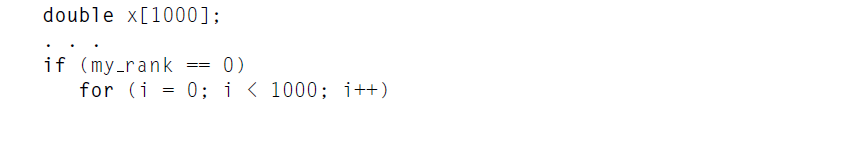 double x[1000];
. . .
if (my_rank == 0)
for (i = 0; i < 1000; i++)